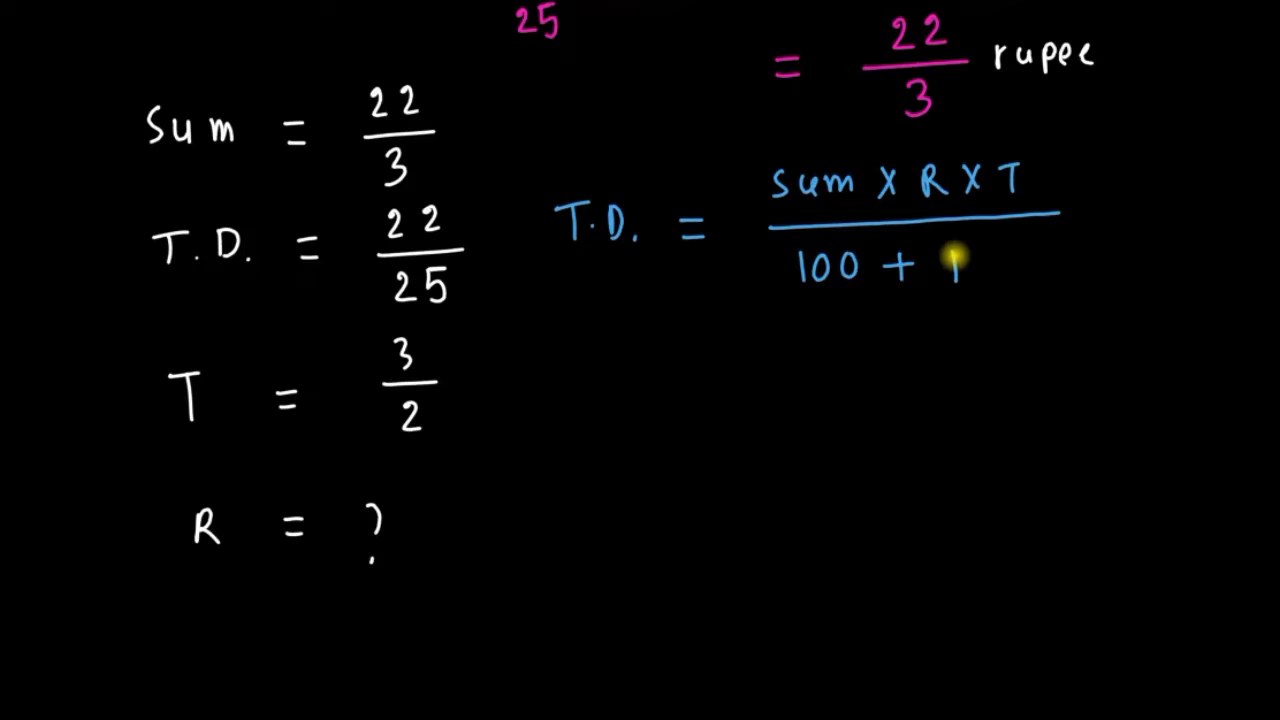 25
= 22/3 rupee
Sum = 22/3
T.D. = 22/25
T.D. = Sum X R X T / 100 +
T = 3/2
R = ?